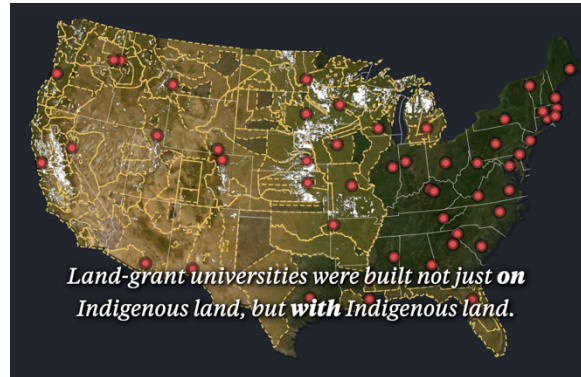 Land-grant universities were built not just on
Indigenous land, but with Indigenous land.